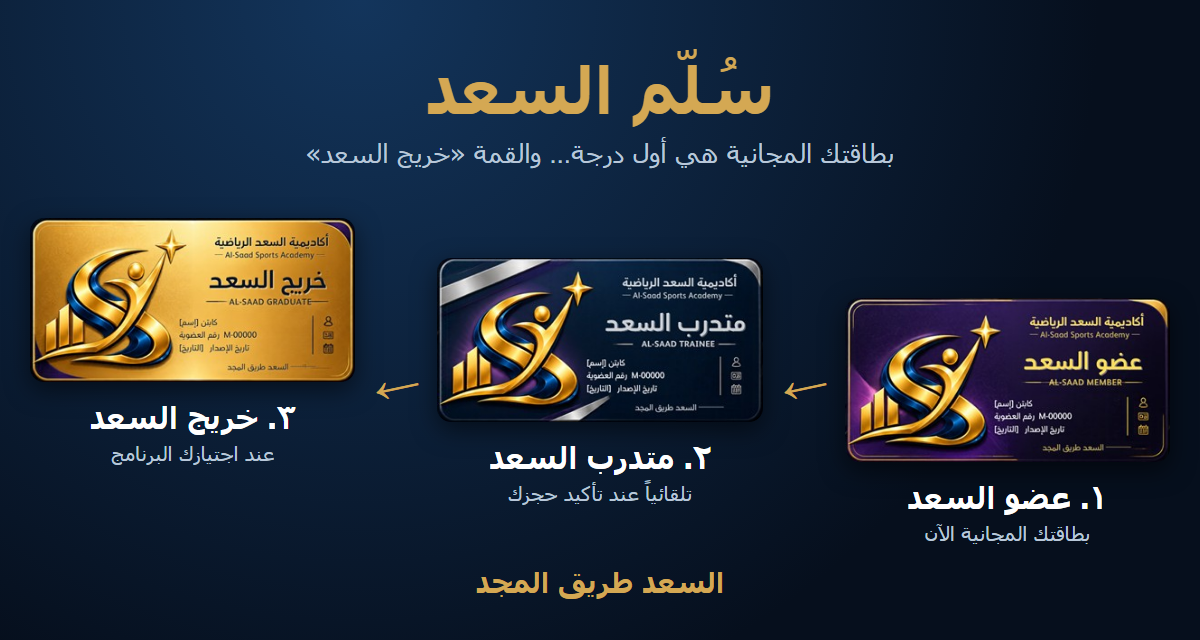 سُلّم السعد
بطاقتك المجانية هي أول درجة... والقمة «خريج السعد»
أكاديمية السعد الرياضية
Al-Saad Sports Academy
عضو السعد
AL-SAAD MEMBER
كابتن [إسم]
رقم العضوية M-00000
تاريخ الإصدار [التاريخ]
السعد طريق المجد
١. عضو السعد
بطاقتك المجانية الآن
أكاديمية السعد الرياضية
Al-Saad Sports Academy
متدرب السعد
AL-SAAD TRAINEE
كابتن [إسم]
رقم العضوية M-00000
تاريخ الإصدار [التاريخ]
السعد طريق المجد
٢. متدرب السعد
تلقائياً عند تأكيد حجزك
أكاديمية السعد الرياضية
Al-Saad Sports Academy
خريج السعد
AL-SAAD GRADUATE
كابتن [إسم]
رقم العضوية M-00000
تاريخ الإصدار [التاريخ]
السعد طريق المجد
٣. خريج السعد
عند اجتيازك البرنامج
السعد طريق المجد